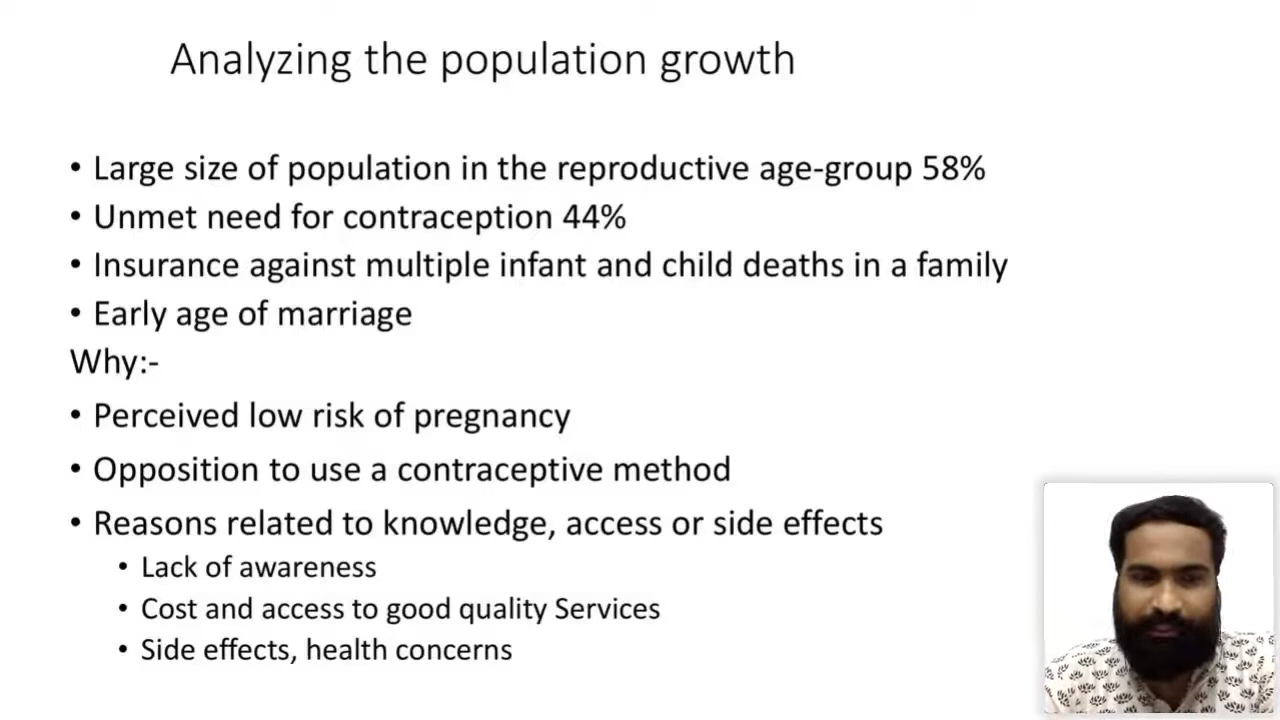 Analyzing the population growth
• Large size of population in the reproductive age-group 58%
• Unmet need for contraception 44%
• Insurance against multiple infant and child deaths in a family
• Early age of marriage
Why:-
• Perceived low risk of pregnancy
• Opposition to use a contraceptive method
• Reasons related to knowledge, access or side effects
• Lack of awareness
• Cost and access to good quality Services
• Side effects, health concerns